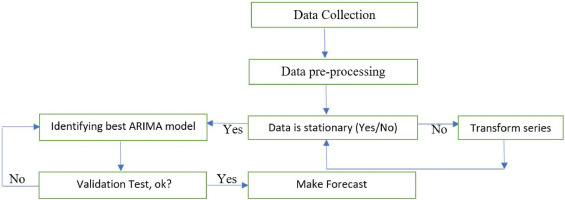 Data Collection
Data pre-processing
Identifying best ARIMA model
Yes
Data is stationary (Yes/No)
No
Transform series
No
Validation Test, ok?
Yes
Make Forecast